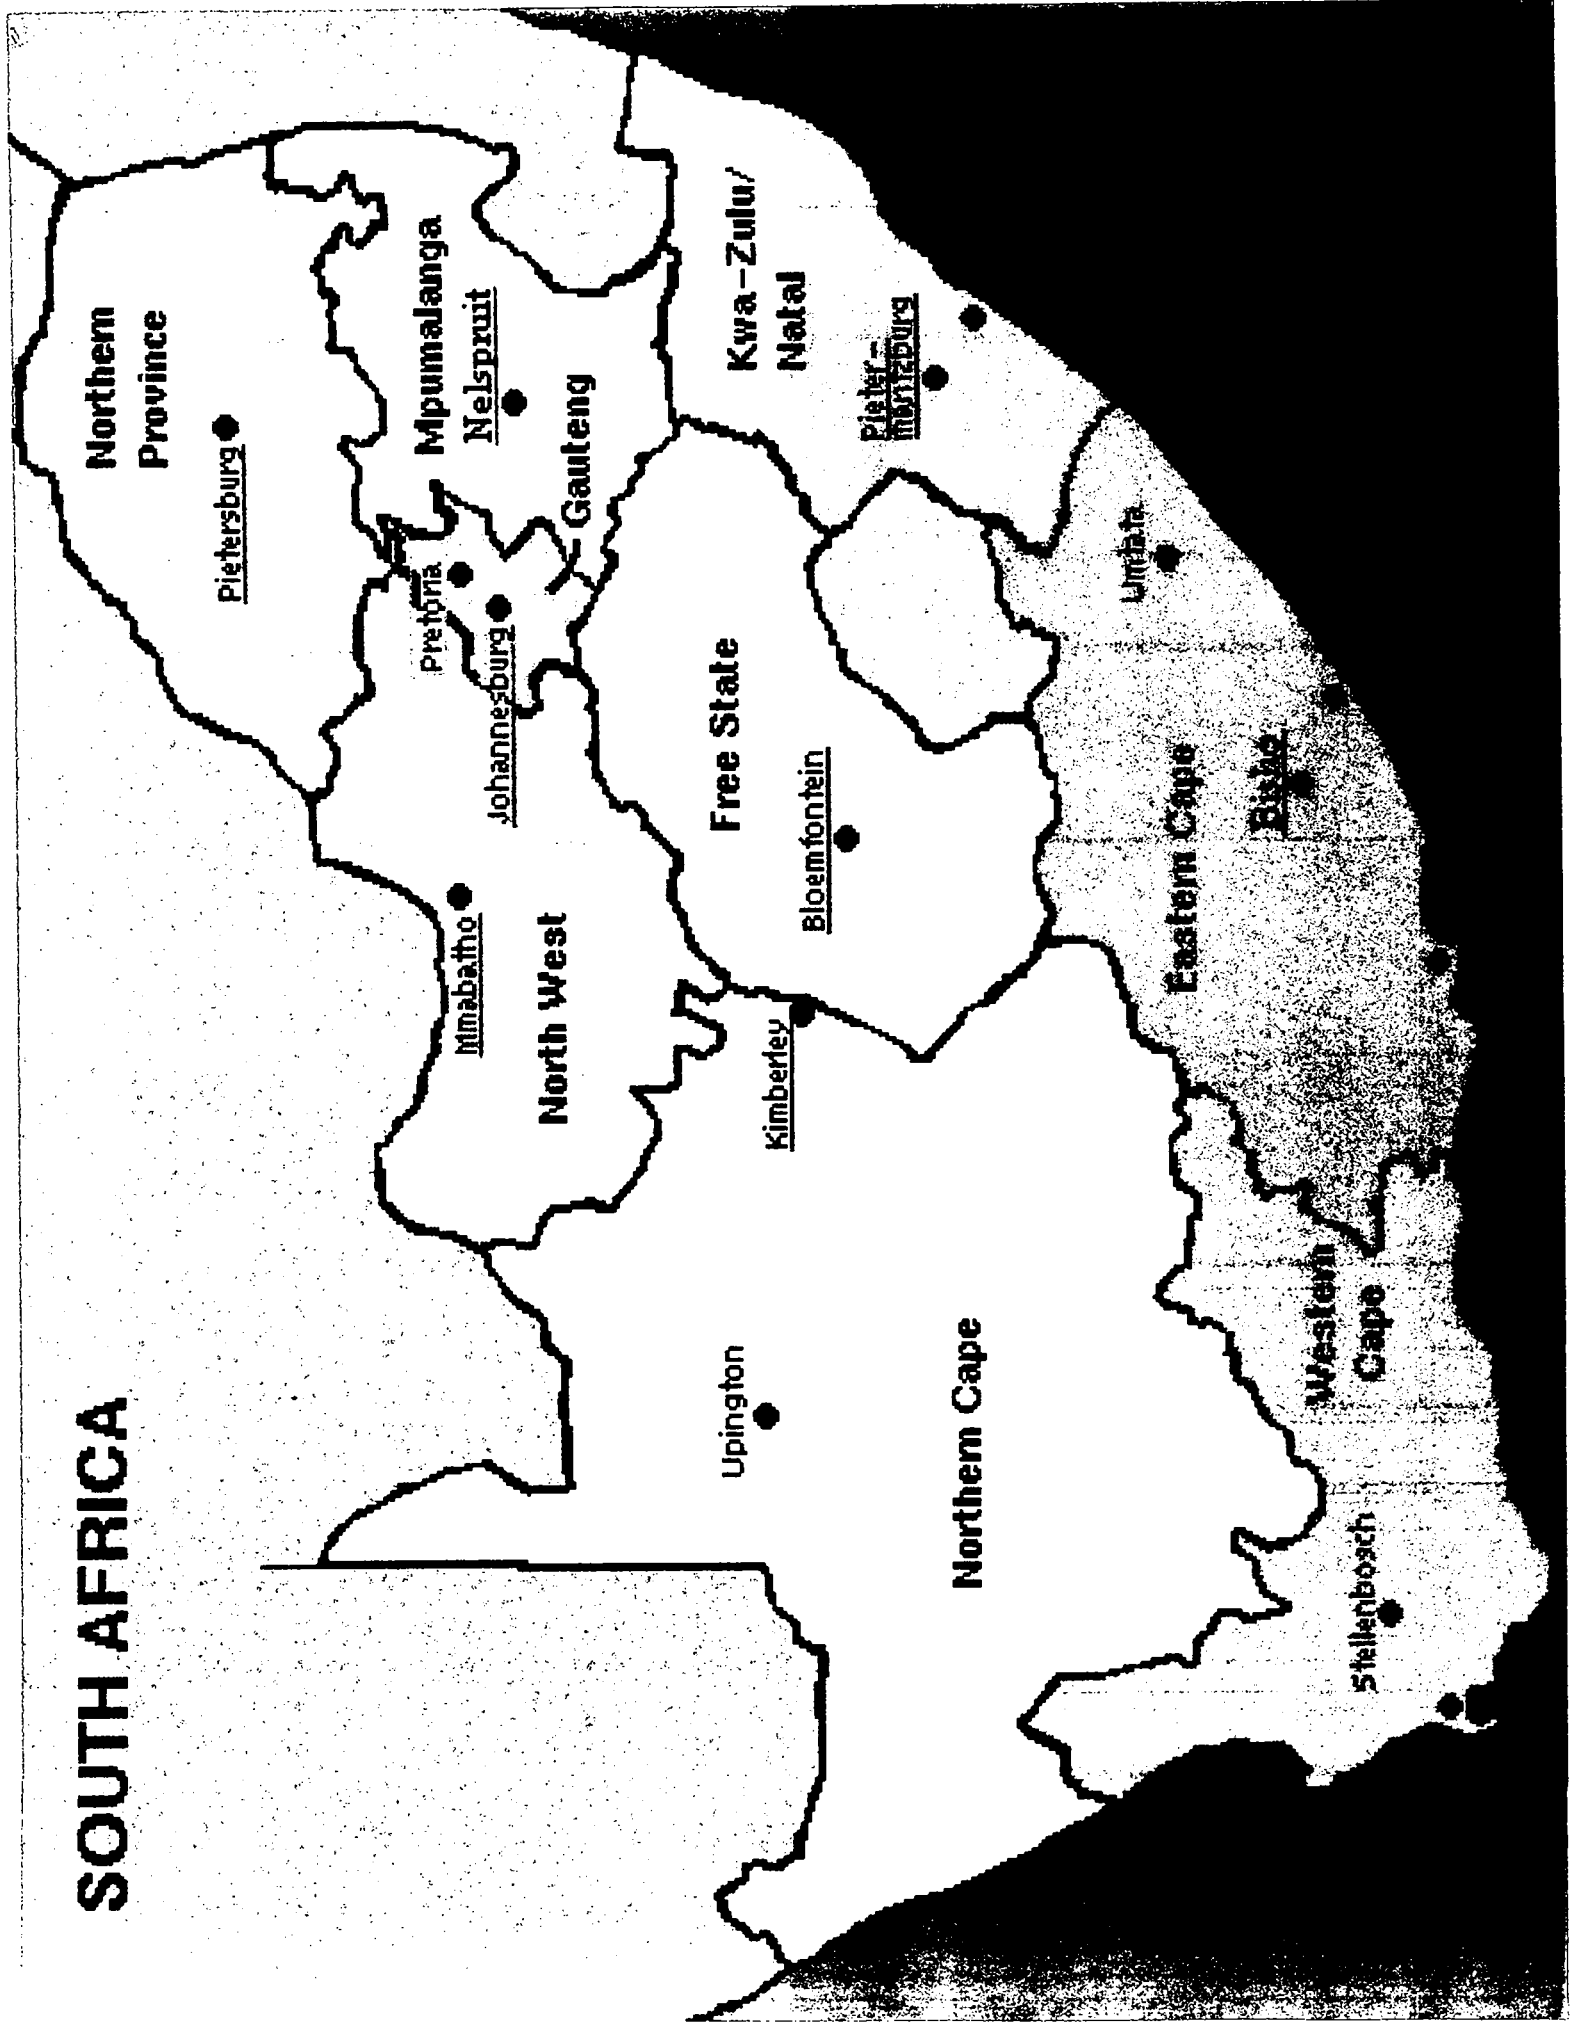 SOUTH AFRICA
Northern
Province
Pietersburg
Mpumalanga
Nelspruit
Pretoria
Johannesburg
Gauteng
Mmabatho
North West
Kwa-Zulu/
Natal
Pieter-
maritzburg
Free State
Bloemfontein
Kimberley
Upington
Northern Cape
Umtata
Eastern Cape
Bisho
Western
Cape
Stellenbosch